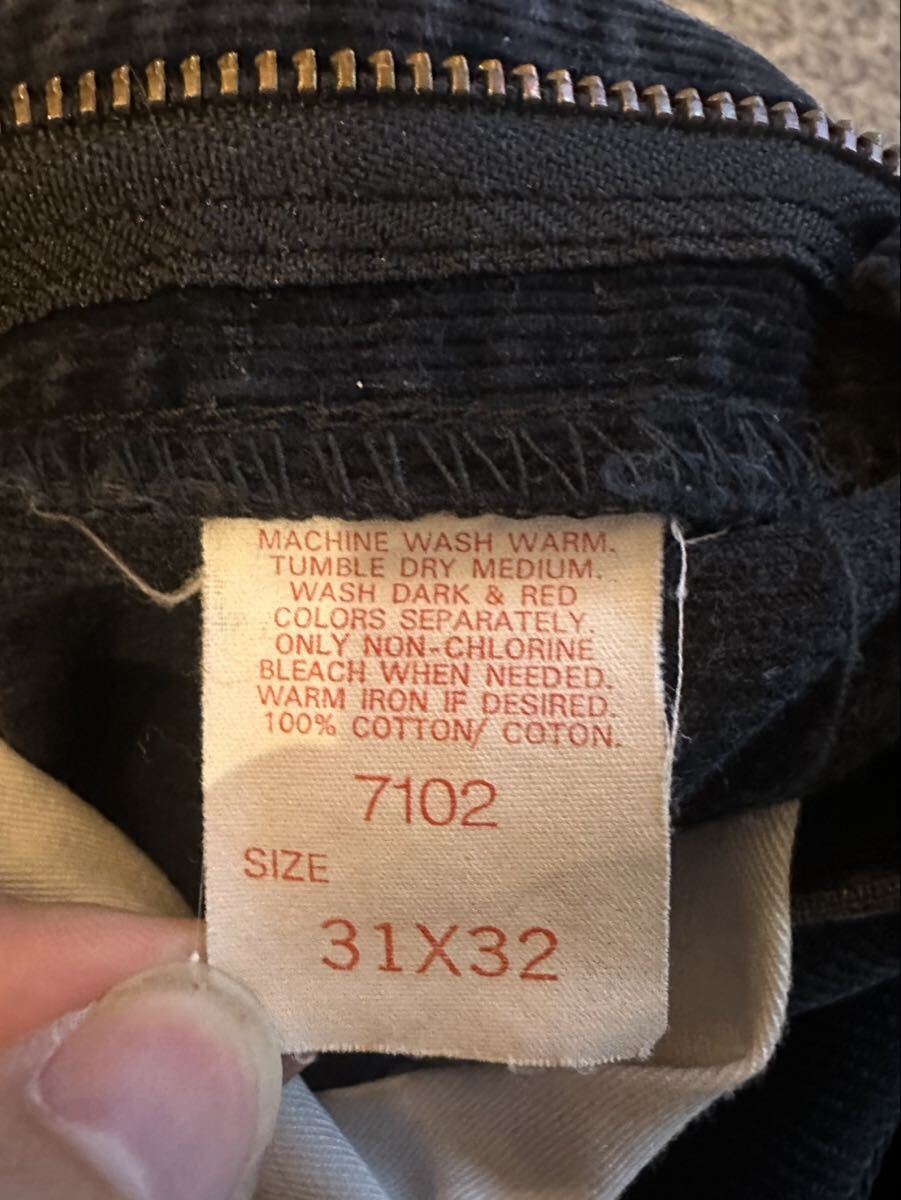 MACHINE WASH WARM.
TUMBLE DRY MEDIUM.
WASH DARK & RED
COLORS SEPARATELY.
ONLY NON-CHLORINE
BLEACH WHEN NEEDED.
WARM IRON IF DESIRED.
100% COTTON/ COTON.
7102
SIZE
31X32